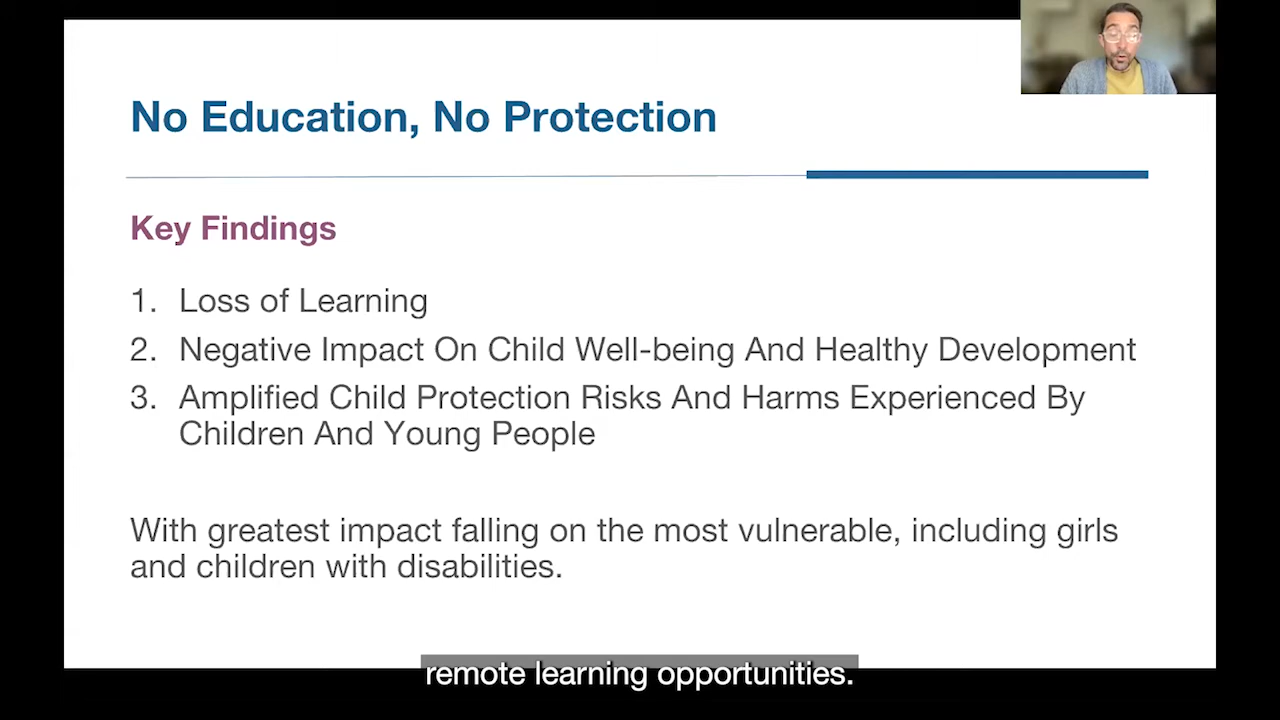 No Education, No Protection
Key Findings
1. Loss of Learning
2. Negative Impact On Child Well-being And Healthy Development
3. Amplified Child Protection Risks And Harms Experienced By
Children And Young People
With greatest impact falling on the most vulnerable, including girls
and children with disabilities.
remote learning opportunities.